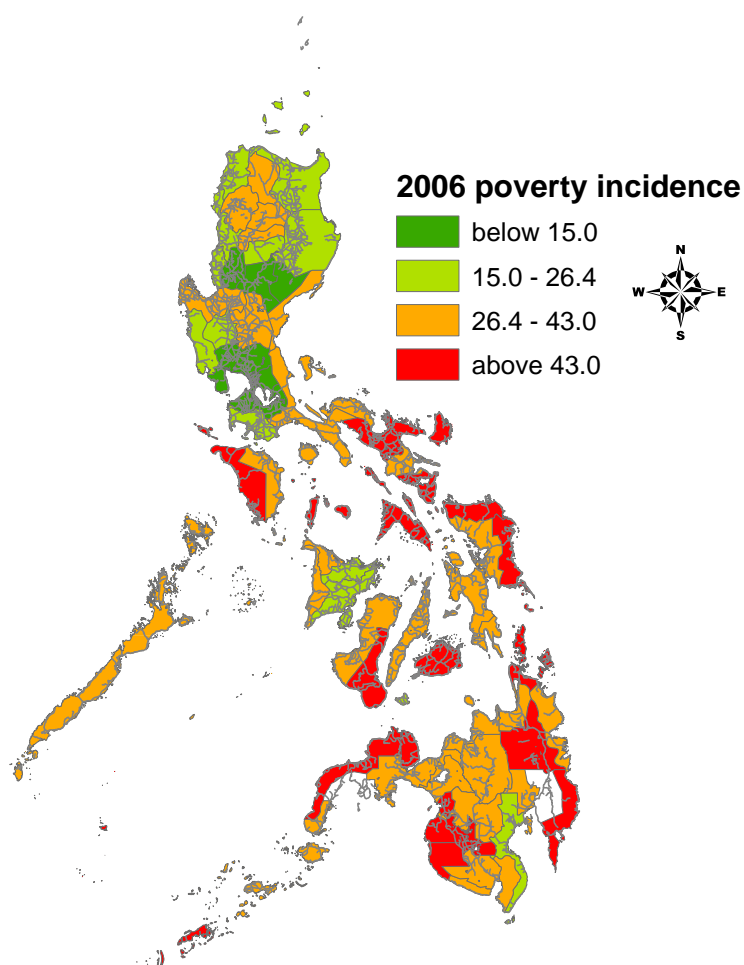 2006 poverty incidence
below 15.0
15.0 - 26.4
26.4 - 43.0
above 43.0
N
W E
S